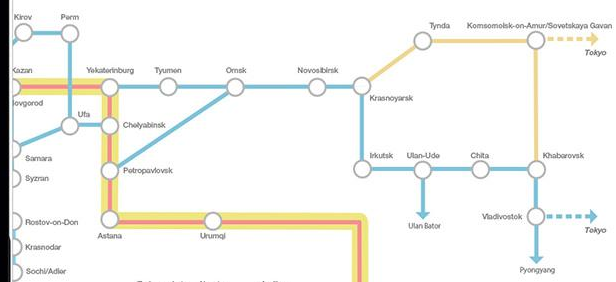 Kirov
Perm
Tynda
Komsomolsk-on-Amur/Sovetskaya Gavan
Tokyo
Kazan
Yekaterinburg
Tyumen
Omsk
Novosibirsk
Krasnoyarsk
ovgorod
Ufa
Chelyabinsk
Samara
Petropavlovsk
Irkutsk
Ulan-Ude
Chita
Khabarovsk
Syzran
Rostov-on-Don
Astana
Urumqi
Ulan Bator
Vladivostok
Tokyo
Krasnodar
Sochi/Adler
Pyongyang